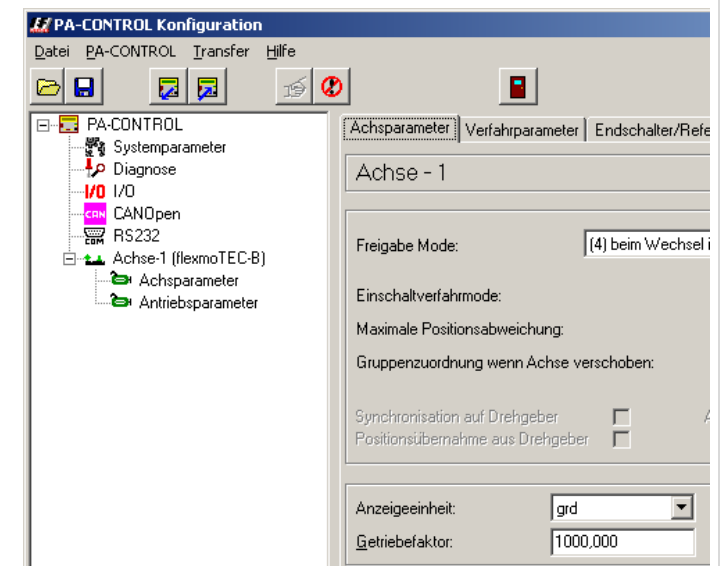 PA-CONTROL Konfiguration
Datei PA-CONTROL Transfer Hilfe
PA-CONTROL
Systemparameter
Diagnose
I/O I/O
CAN CANOpen
COM RS232
Achse-1 (flexmoTEC-B)
Achsparameter
Antriebsparameter
Achsparameter Verfahrparameter Endschalter/Refe
Achse - 1
Freigabe Mode: (4) beim Wechsel i
Einschaltverfahrmode:
Maximale Positionsabweichung:
Gruppenzuordnung wenn Achse verschoben:
Synchronisation auf Drehgeber A
Positionsübernahme aus Drehgeber
Anzeigeeinheit: grd
Getriebefaktor: 1000,000